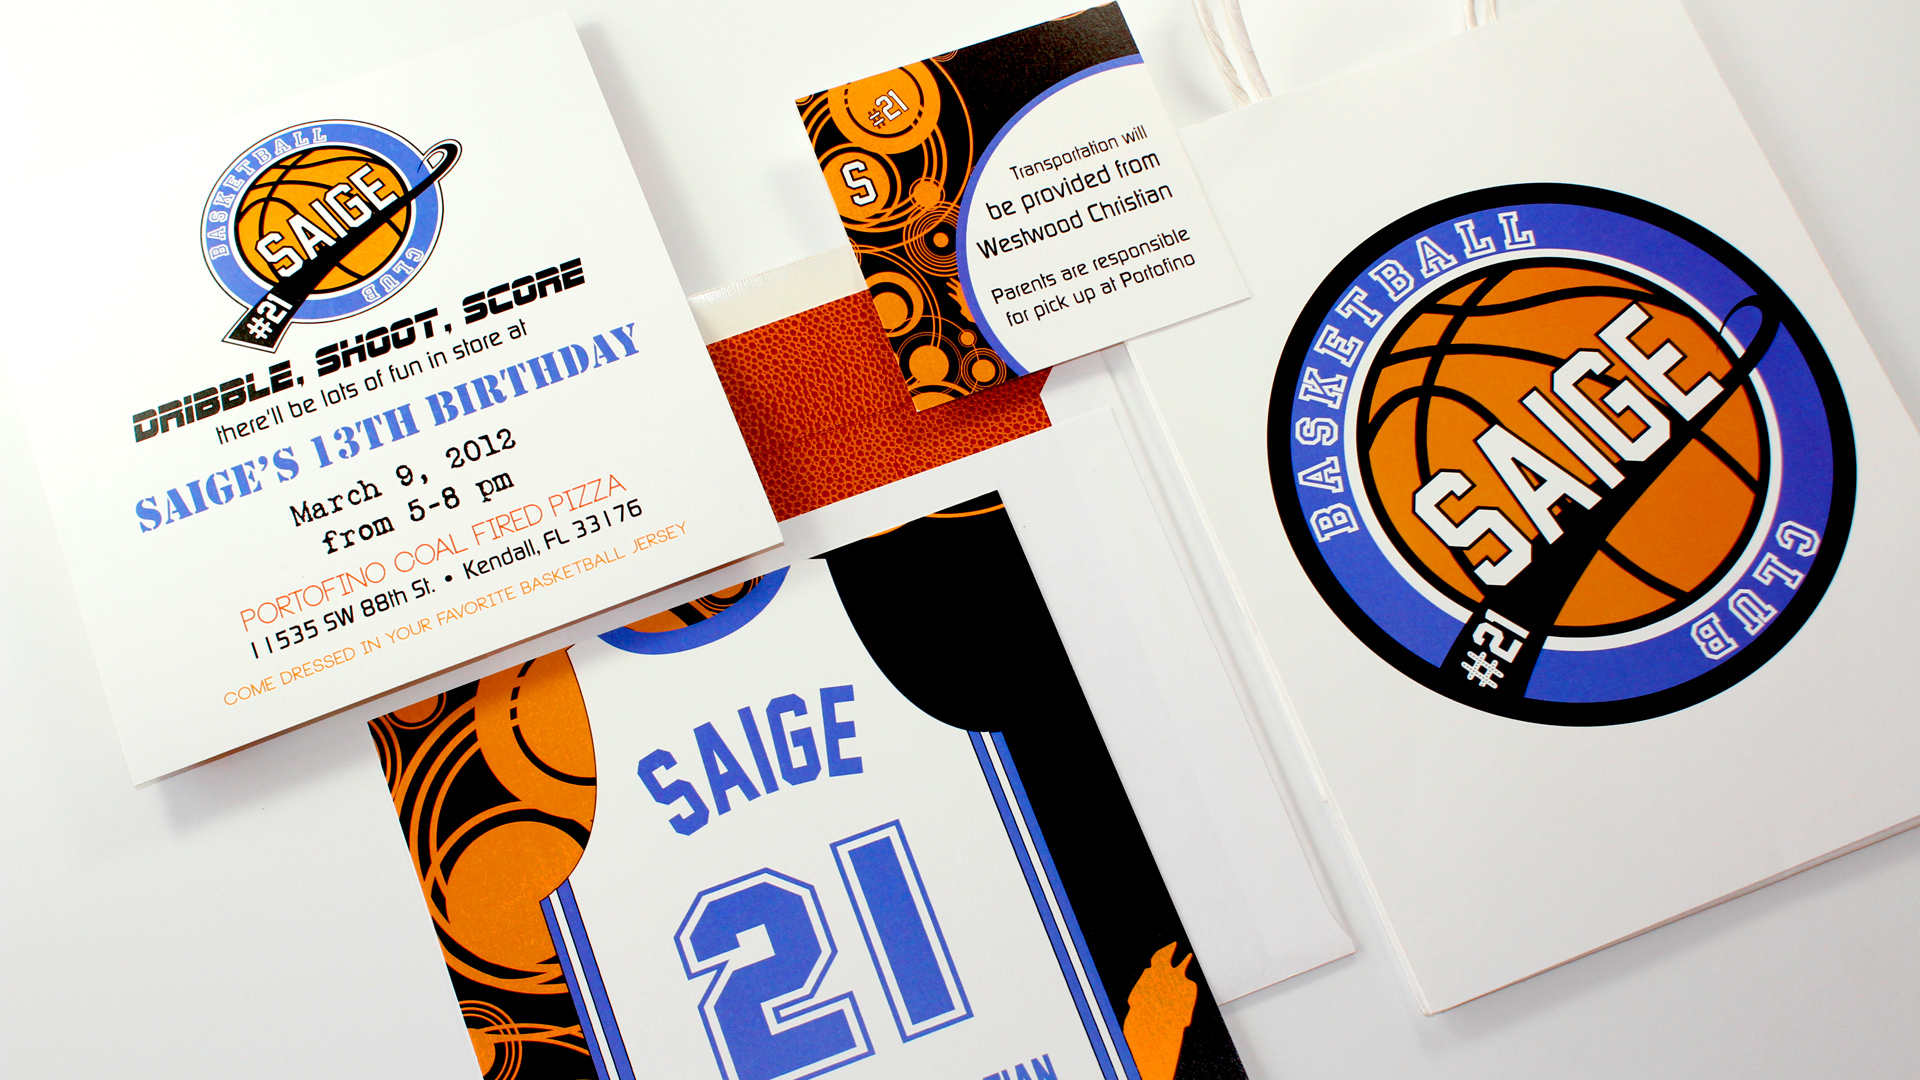 BASKETBALL
SAIGE
CLUB
#21
DRIBBLE, SHOOT, SCORE
there'll be lots of fun in store at
SAIGE'S 13TH BIRTHDAY
March 9, 2012
from 5-8 pm
PORTOFINO COAL FIRED PIZZA
11535 SW 88th St. • Kendall, FL 33176
COME DRESSED IN YOUR FAVORITE BASKETBALL JERSEY
#21
S
Transportation will
be provided from
Westwood Christian
Parents are responsible
for pick up at Portofino
SAIGE
21
BASKETBALL
SAIGE
CLUB
#21